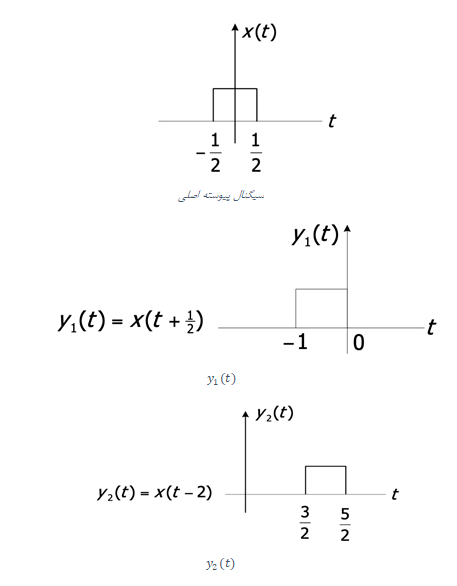 x(t)
t
-1/2 1/2
سیگنال پیوسته اصلی
y₁(t)
y₁(t) = x(t + 1/2)
t
-1 0
y₁(t)
y₂(t)
y₂(t) = x(t - 2)
t
3/2 5/2
y₂(t)